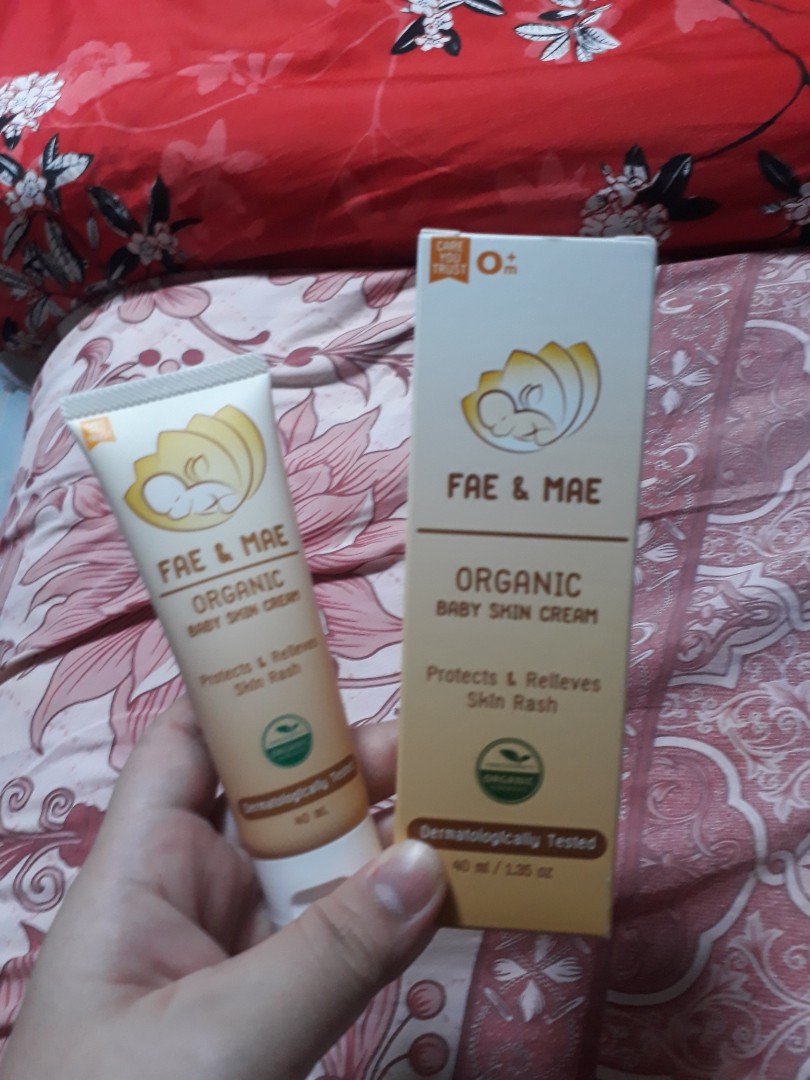 FAE & MAE
ORGANIC
BABY SKIN CREAM
Protects & Relieves
Skin Rash
ORGANIC
Dermatologically Tested
40 mL
CARE
YOU
TRUST
0+
m
FAE & MAE
ORGANIC
BABY SKIN CREAM
Protects & Relieves
Skin Rash
ORGANIC
Dermatologically Tested
40 ml / 1.35 oz